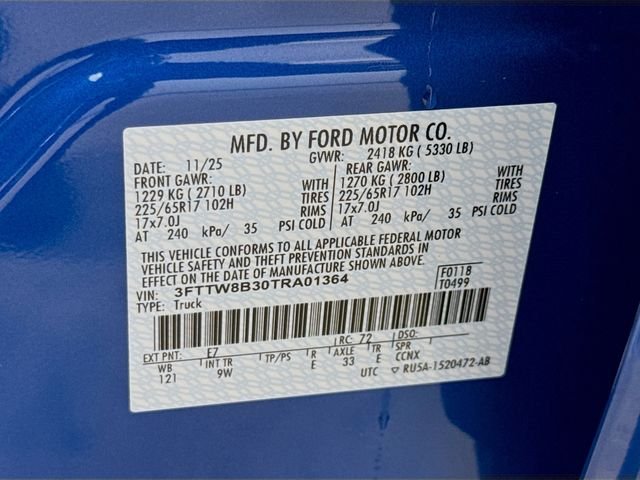 MFD. BY FORD MOTOR CO.
DATE: 11/25 GVWR: 2418 KG ( 5330 LB)
FRONT GAWR: REAR GAWR:
1229 KG ( 2710 LB) WITH 1270 KG ( 2800 LB) WITH
225/65R17 102H TIRES 225/65R17 102H TIRES
17x7.0J RIMS 17x7.0J RIMS
AT 240 kPa/ 35 PSI COLD AT 240 kPa/ 35 PSI COLD
THIS VEHICLE CONFORMS TO ALL APPLICABLE FEDERAL MOTOR
VEHICLE SAFETY AND BUMPER STANDARDS IN EFFECT ON THE
DATE OF MANUFACTURE SHOWN ABOVE.
VIN: 3FTTW8B30TRA01364 F0118
TYPE: Truck T0499
EXT PNT: E7 RC: 72 DSO:
WB INT TR TP/PS R AXLE TR SPR
121 9W E 33 E CCNX
UTC ▽ RU5A-1520472-AB